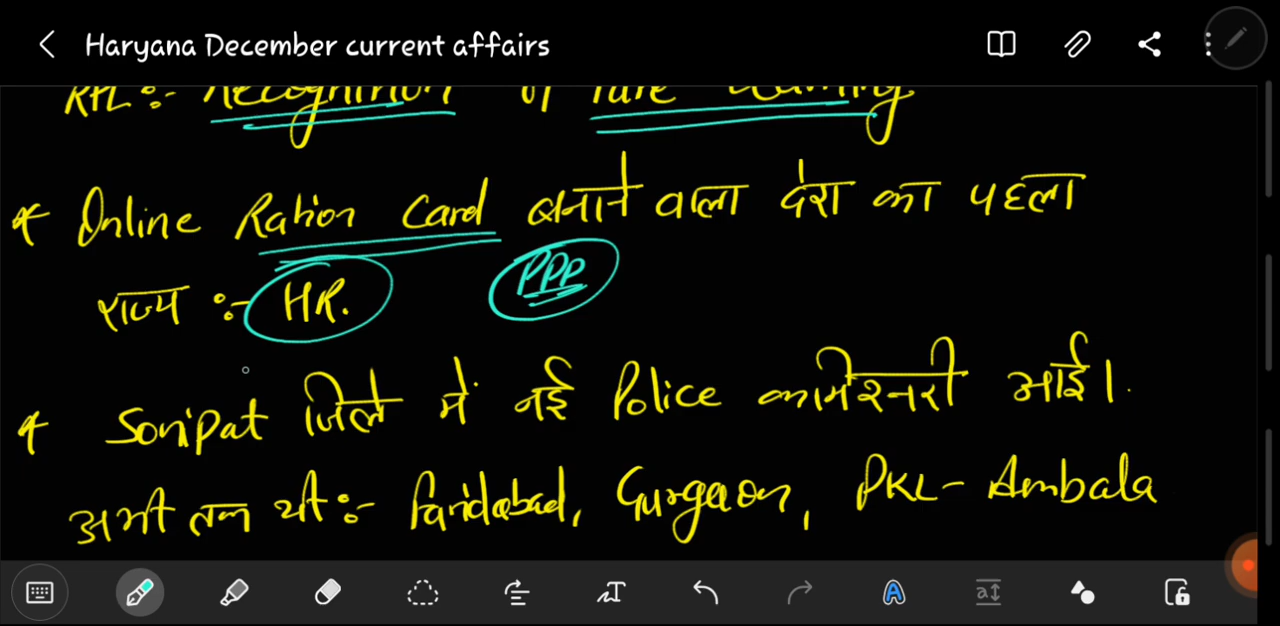 Haryana December current affairs
RPL :- Recognition of
* Online Ration Card बनाने वाला देश का पहला
राज्य :- HR. PPP
* Sonipat जिले में नई Police कमिश्नरी आई।
अभी तक थी :- Faridabad, Gurgaon, PKL - Ambala